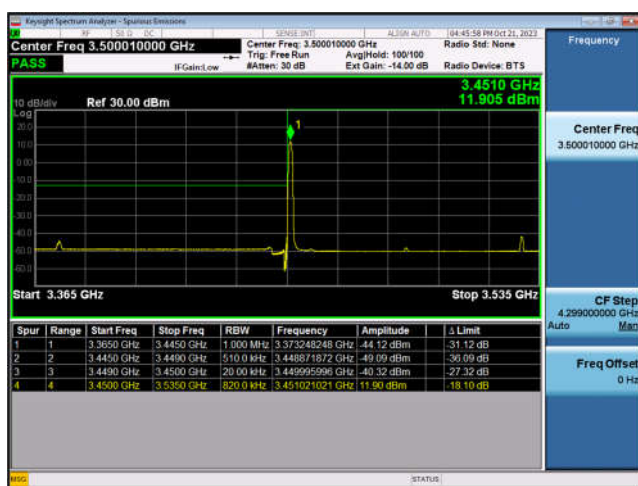 Keysight Spectrum Analyzer - Spurious Emissions
RF 50 Ω DC SENSE:INT ALIGN AUTO 04:45:58 PM Oct 21, 2023
Center Freq 3.500010000 GHz Center Freq: 3.500010000 GHz Radio Std: None
Trig: Free Run Avg|Hold: 100/100
PASS IFGain:Low #Atten: 30 dB Ext Gain: -14.00 dB Radio Device: BTS
3.4510 GHz
10 dB/div Ref 30.00 dBm 11.905 dBm
Log
20.0
1
10.0
0.00
-10.0
-20.0
-30.0
-40.0
-50.0
-60.0
Start 3.365 GHz Stop 3.535 GHz
Spur Range Start Freq Stop Freq RBW Frequency Amplitude Δ Limit
1 1 3.3650 GHz 3.4450 GHz 1.000 MHz 3.373248248 GHz -44.12 dBm -31.12 dB
2 2 3.4450 GHz 3.4490 GHz 510.0 kHz 3.448871872 GHz -49.09 dBm -36.09 dB
3 3 3.4490 GHz 3.4500 GHz 20.00 kHz 3.449995996 GHz -40.32 dBm -27.32 dB
4 4 3.4500 GHz 3.5350 GHz 820.0 kHz 3.451021021 GHz 11.90 dBm -18.10 dB
MSG STATUS
Frequency
Center Freq
3.500010000 GHz
CF Step
4.299000000 GHz
Auto Man
Freq Offset
0 Hz